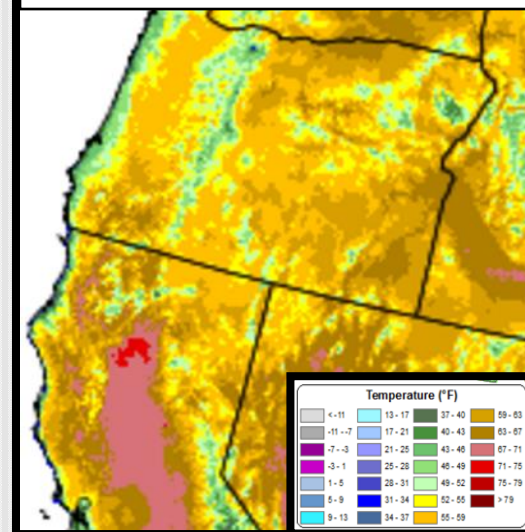 Temperature (°F)
< -11 13 - 17 37 - 40 59 - 63
-11 - -7 17 - 21 40 - 43 63 - 67
-7 - -3 21 - 25 43 - 46 67 - 71
-3 - 1 25 - 28 46 - 49 71 - 75
1 - 5 28 - 31 49 - 52 75 - 79
5 - 9 31 - 34 52 - 55 > 79
9 - 13 34 - 37 55 - 59